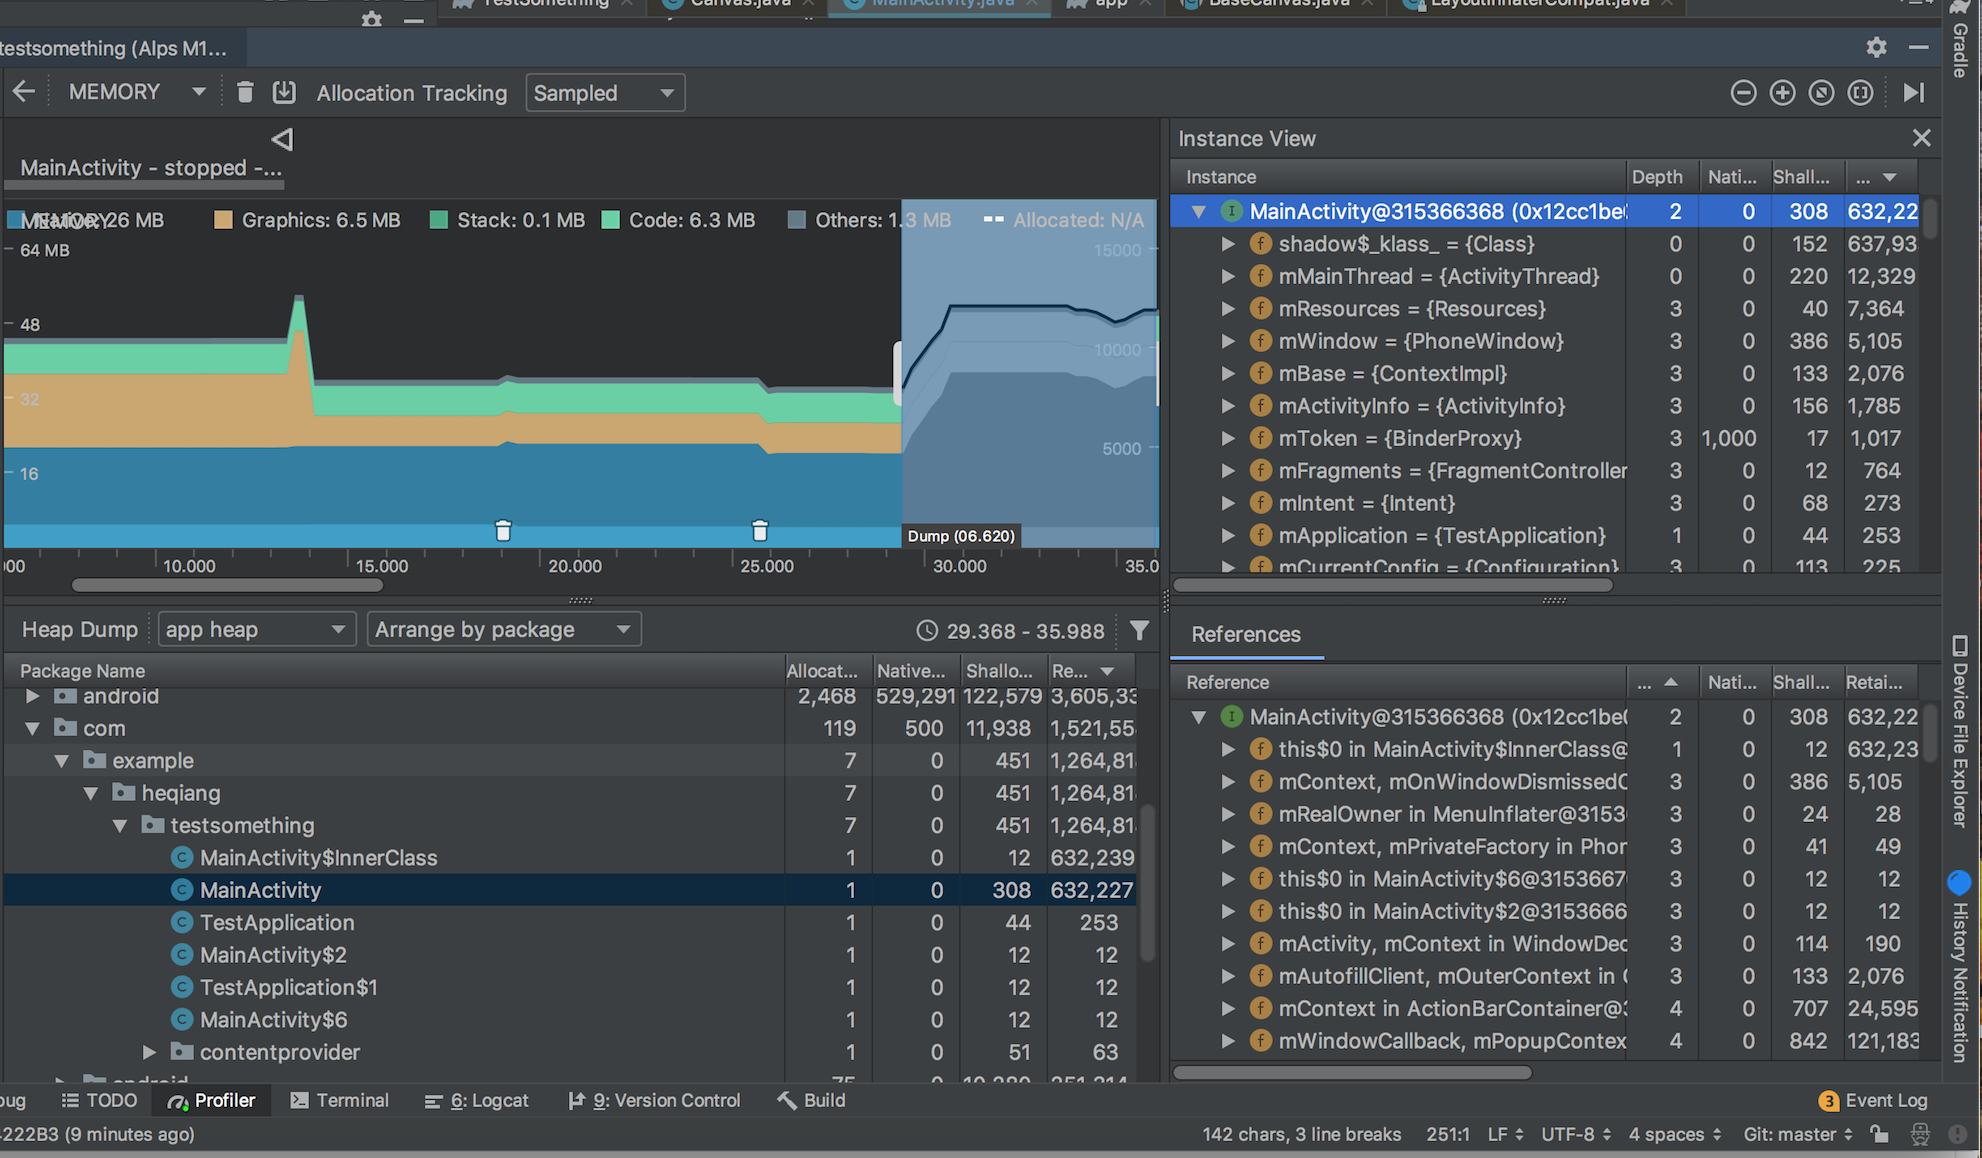 TestSomething
Canvas.java
MainActivity.java
app
BaseCanvas.java
LayoutInflaterCompat.java
Gradle
testsomething (Alps M1...
MEMORY
Allocation Tracking
Sampled
MainActivity - stopped -...
MEMORY
Native: 26 MB
Graphics: 6.5 MB
Stack: 0.1 MB
Code: 6.3 MB
Others: 1.3 MB
Allocated: N/A
64 MB
15000
48
10000
32
5000
16
Dump (06.620)
000 10.000 15.000 20.000 25.000 30.000 35.0
Heap Dump app heap Arrange by package 29.368 - 35.988
Package Name Allocat... Native... Shallo... Re...
android 2,468 529,291 122,579 3,605,33
com 119 500 11,938 1,521,55
example 7 0 451 1,264,81
heqiang 7 0 451 1,264,81
testsomething 7 0 451 1,264,81
MainActivity$InnerClass 1 0 12 632,239
MainActivity 1 0 308 632,227
TestApplication 1 0 44 253
MainActivity$2 1 0 12 12
TestApplication$1 1 0 12 12
MainActivity$6 1 0 12 12
contentprovider 1 0 51 63
android 75 0
Instance View
Instance Depth Nati... Shall... ...
MainActivity@315366368 (0x12cc1be 2 0 308 632,22
shadow$_klass_ = {Class} 0 0 152 637,93
mMainThread = {ActivityThread} 0 0 220 12,329
mResources = {Resources} 3 0 40 7,364
mWindow = {PhoneWindow} 3 0 386 5,105
mBase = {ContextImpl} 3 0 133 2,076
mActivityInfo = {ActivityInfo} 3 0 156 1,785
mToken = {BinderProxy} 3 1,000 17 1,017
mFragments = {FragmentController 3 0 12 764
mIntent = {Intent} 3 0 68 273
mApplication = {TestApplication} 1 0 44 253
mCurrentConfig = {Configuration} 3 0 113 225
References
Reference ... Nati... Shall... Retai...
MainActivity@315366368 (0x12cc1be 2 0 308 632,22
this$0 in MainActivity$InnerClass@ 1 0 12 632,23
mContext, mOnWindowDismissedC 3 0 386 5,105
mRealOwner in MenuInflater@3153 3 0 24 28
mContext, mPrivateFactory in Phon 3 0 41 49
this$0 in MainActivity$6@3153667 3 0 12 12
this$0 in MainActivity$2@3153666 3 0 12 12
mActivity, mContext in WindowDec 3 0 114 190
mAutofillClient, mOuterContext in 3 0 133 2,076
mContext in ActionBarContainer@3 4 0 707 24,595
mWindowCallback, mPopupContex 4 0 842 121,183
Device File Explorer
History Notification
bug TODO Profiler Terminal 6: Logcat 9: Version Control Build 3 Event Log
4222B3 (9 minutes ago) 142 chars, 3 line breaks 251:1 LF UTF-8 4 spaces Git: master